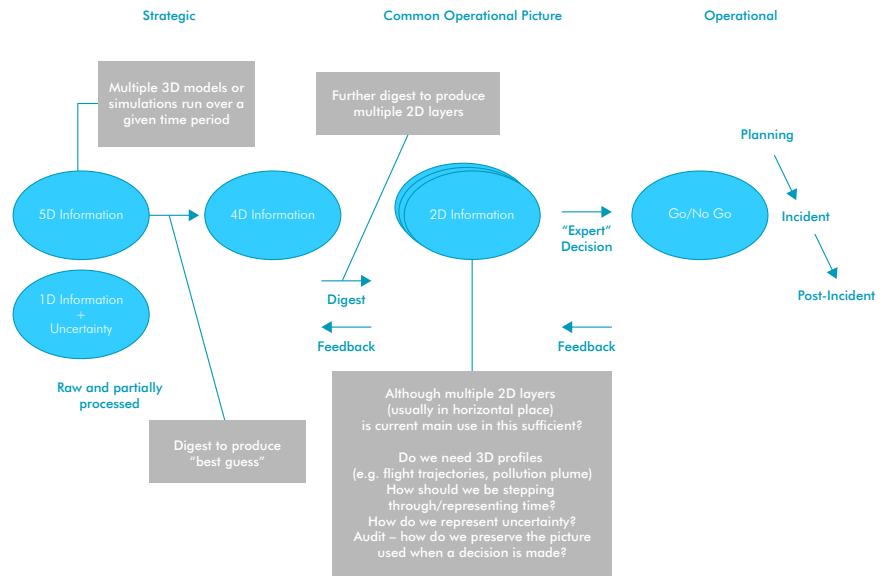 Strategic
Common Operational Picture
Operational
Multiple 3D models or
simulations run over a
given time period
Further digest to produce
multiple 2D layers
Planning
5D Information
4D Information
2D Information
Go/No Go
Incident
"Expert"
Decision
1D Information
+
Uncertainty
Digest
Post-Incident
Feedback
Feedback
Raw and partially
processed
Digest to produce
"best guess"
Although multiple 2D layers
(usually in horizontal place)
is current main use in this sufficient?
Do we need 3D profiles
(e.g. flight trajectories, pollution plume)
How should we be stepping
through/representing time?
How do we represent uncertainty?
Audit – how do we preserve the picture
used when a decision is made?